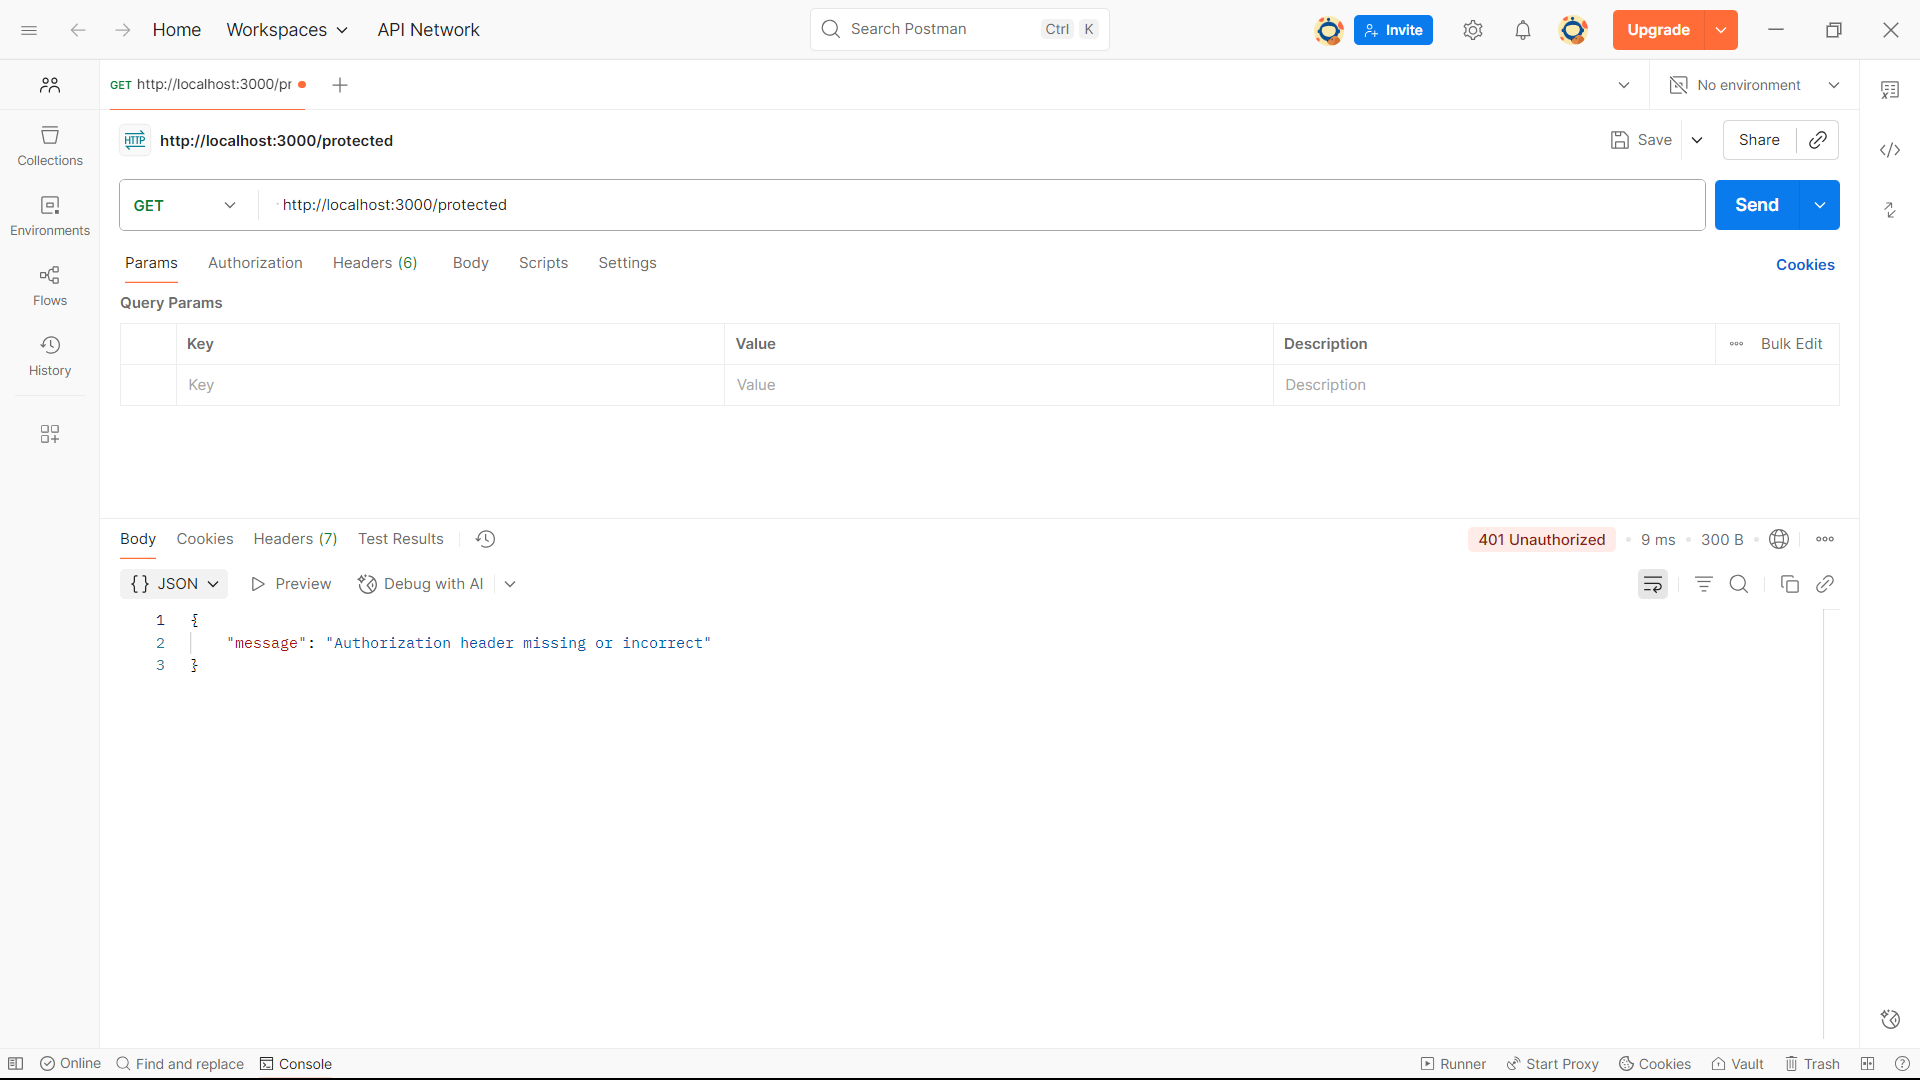 Home Workspaces API Network Search Postman Ctrl K Invite Upgrade
GET http://localhost:3000/pr No environment
HTTP http://localhost:3000/protected Save Share
Collections
GET http://localhost:3000/protected Send
Environments
Params Authorization Headers (6) Body Scripts Settings Cookies
Flows
Query Params
Key Value Description Bulk Edit
History
Key Value Description
Body Cookies Headers (7) Test Results 401 Unauthorized 9 ms 300 B
{} JSON Preview Debug with AI
1 {
2 "message": "Authorization header missing or incorrect"
3 }
Online Find and replace Console Runner Start Proxy Cookies Vault Trash